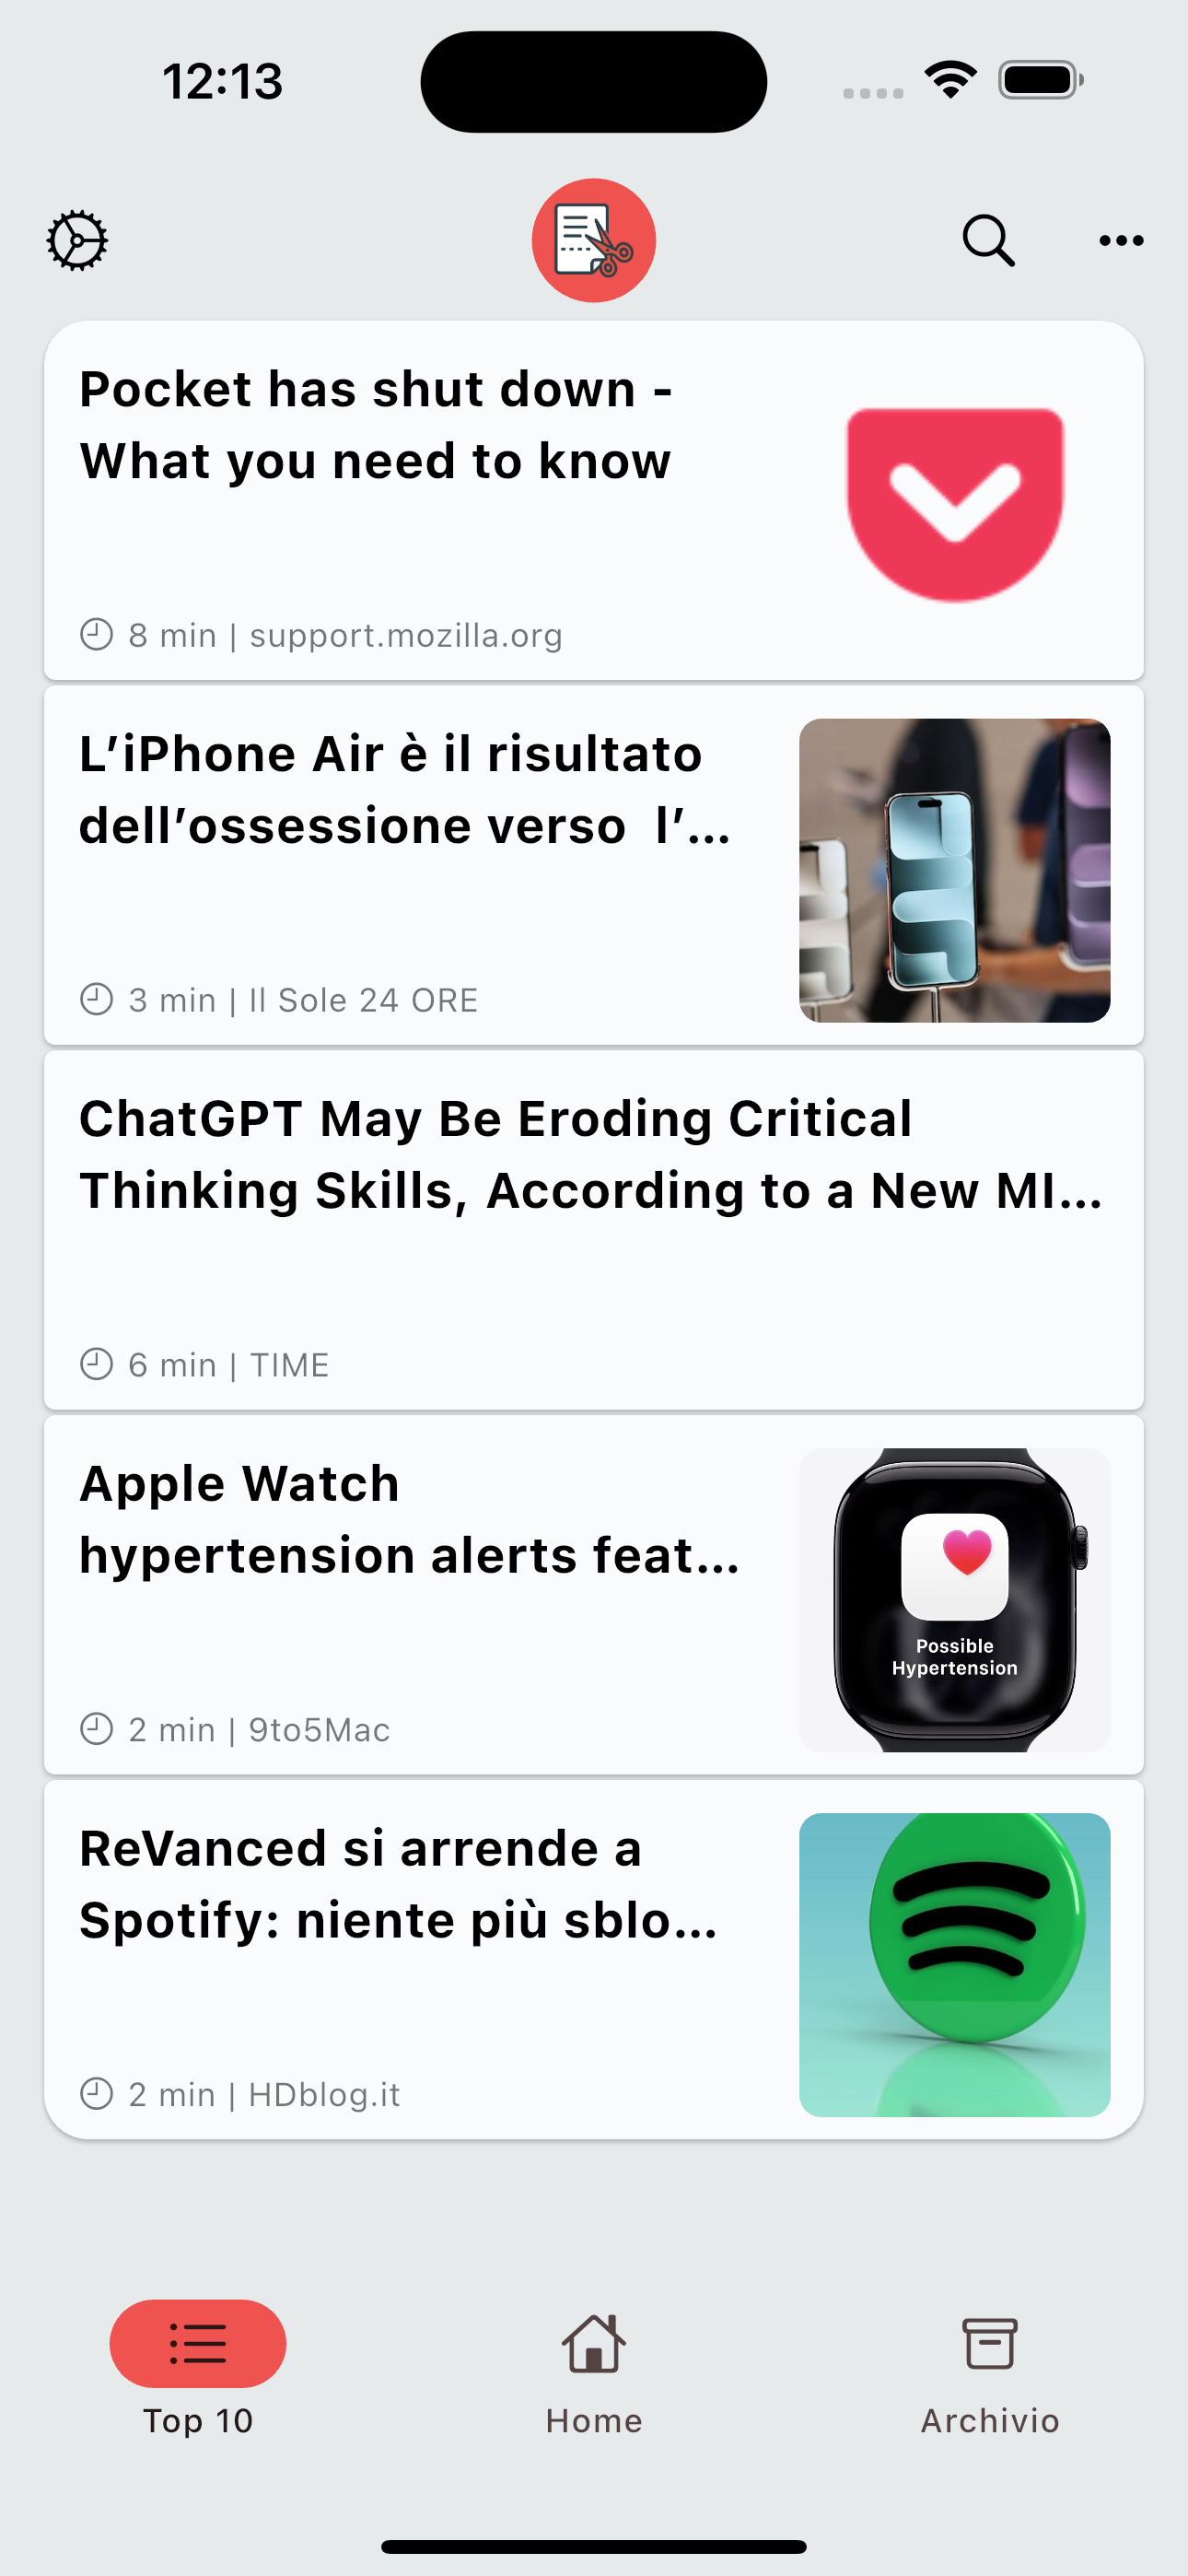 12:13
Pocket has shut down -
What you need to know
8 min | support.mozilla.org
L’iPhone Air è il risultato
dell’ossessione verso  l’...
3 min | Il Sole 24 ORE
ChatGPT May Be Eroding Critical
Thinking Skills, According to a New MI...
6 min | TIME
Apple Watch
hypertension alerts feat...
2 min | 9to5Mac
Possible
Hypertension
ReVanced si arrende a
Spotify: niente più sblo...
2 min | HDblog.it
Top 10
Home
Archivio